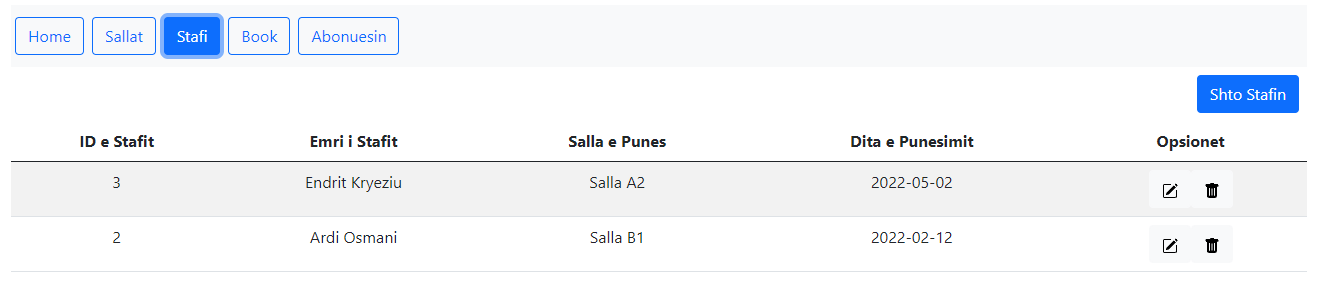 Home Sallat Stafi Book Abonuesin
Shto Stafin
ID e Stafit Emri i Stafit Salla e Punes Dita e Punesimit Opsionet
3 Endrit Kryeziu Salla A2 2022-05-02
2 Ardi Osmani Salla B1 2022-02-12